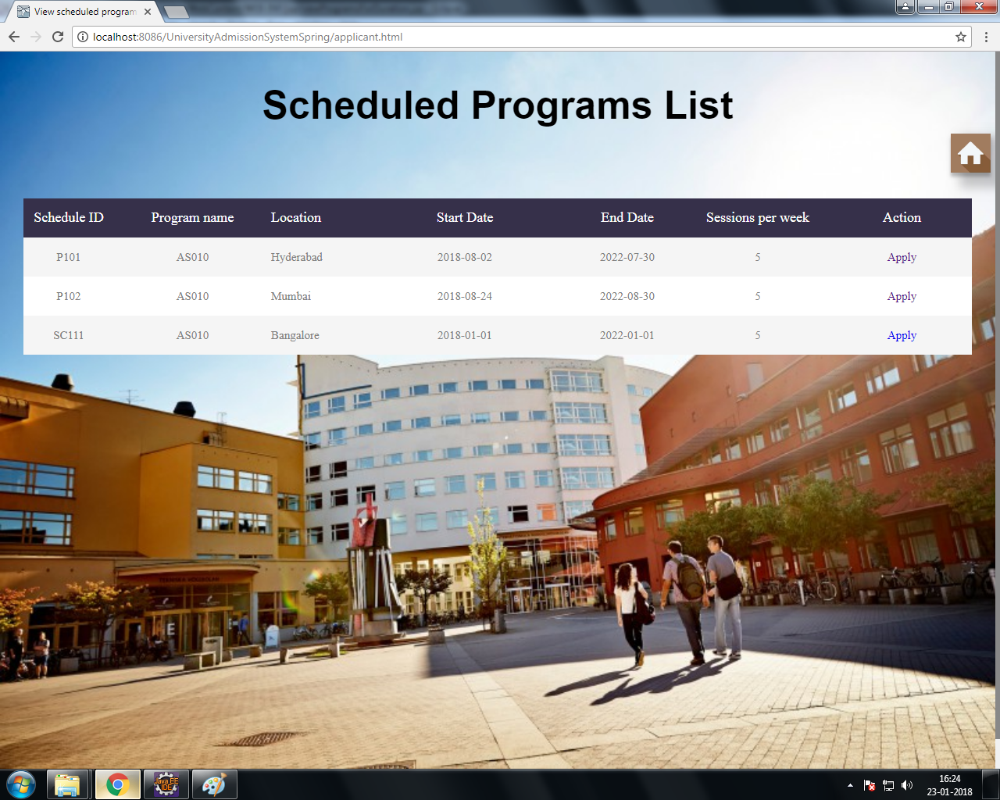 View scheduled program
localhost:8086/UniversityAdmissionSystemSpring/applicant.html
Scheduled Programs List
Schedule ID Program name Location Start Date End Date Sessions per week Action
P101 AS010 Hyderabad 2018-08-02 2022-07-30 5 Apply
P102 AS010 Mumbai 2018-08-24 2022-08-30 5 Apply
SC111 AS010 Bangalore 2018-01-01 2022-01-01 5 Apply
E
Java EE
IDE
16:24
23-01-2018